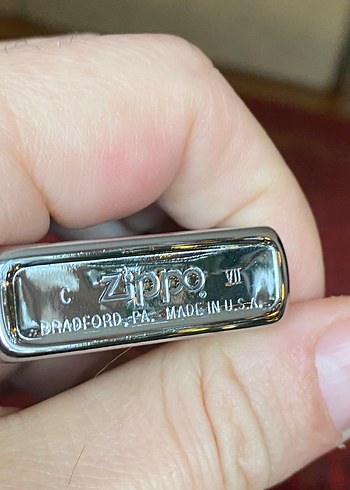 C Zippo® VII
BRADFORD, PA. MADE IN U.S.A.